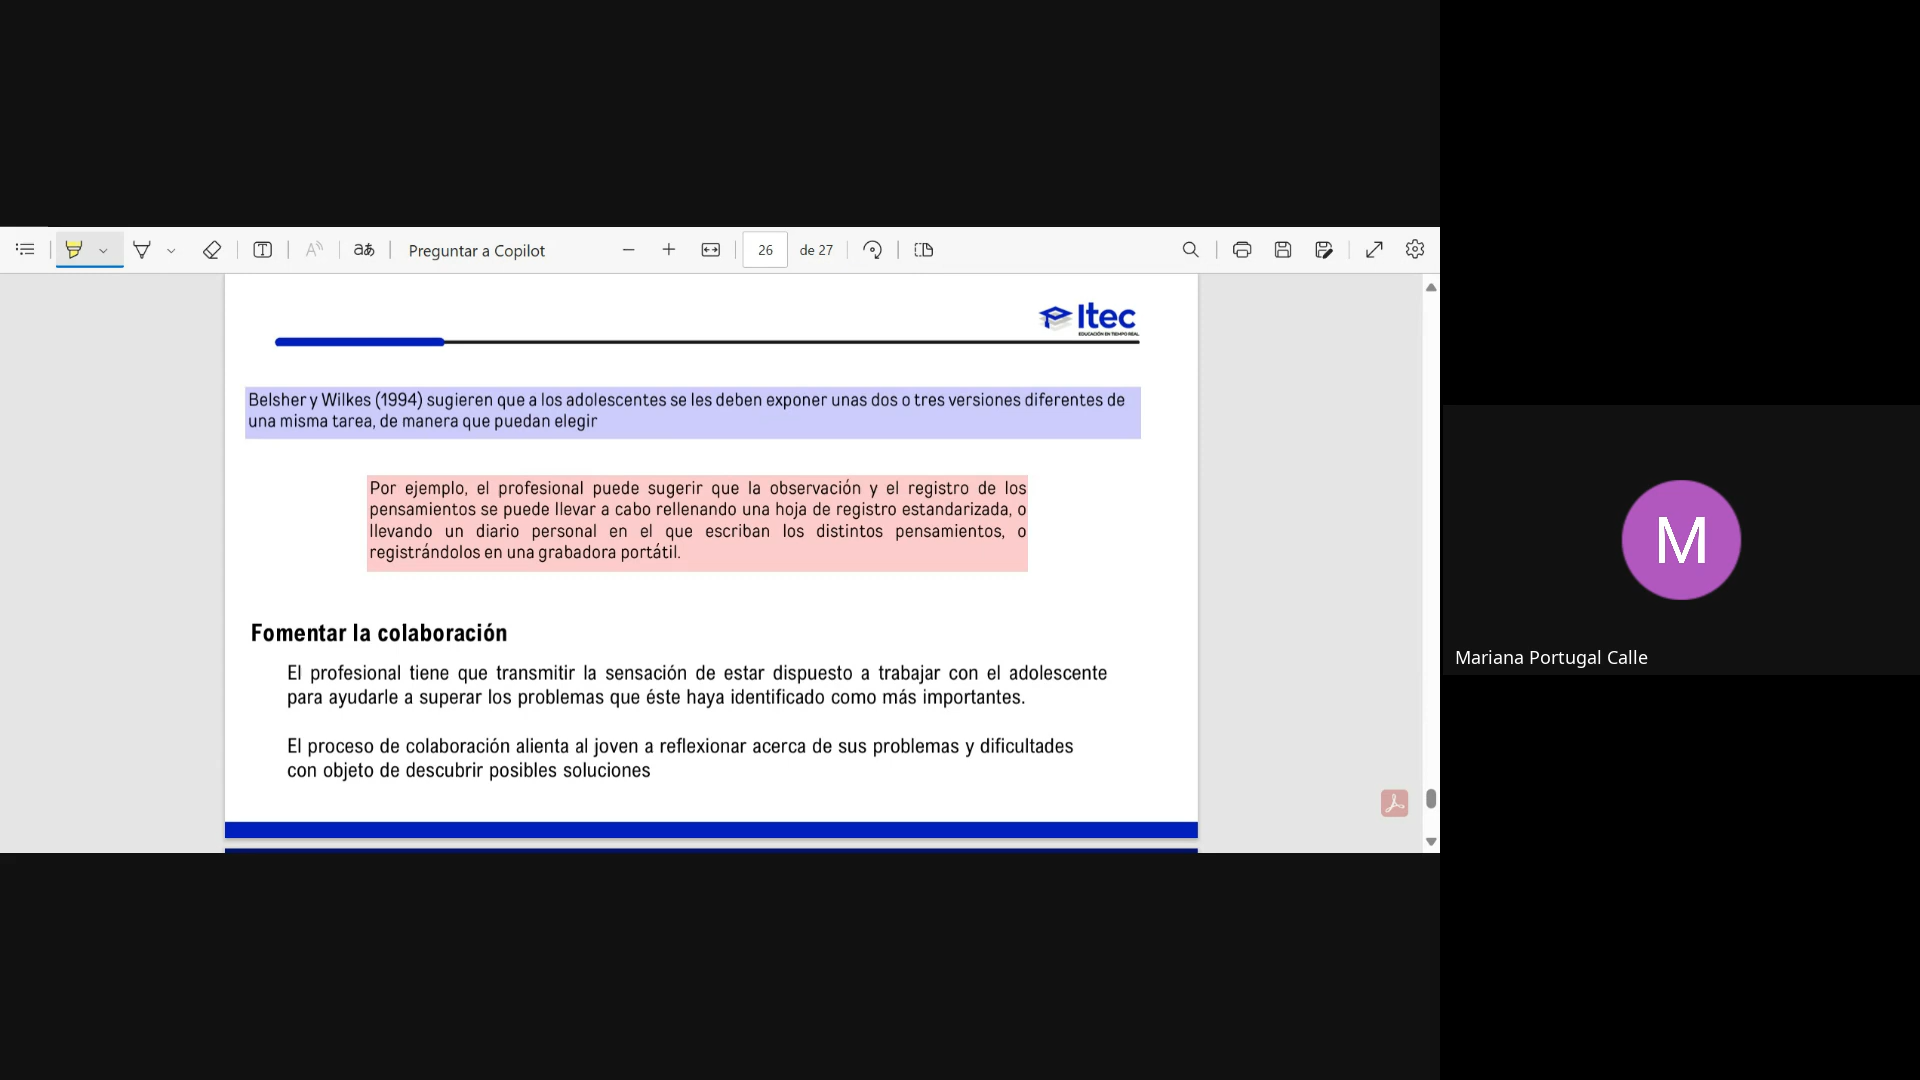 Preguntar a Copilot
26 de 27
Itec
EDUCACIÓN EN TIEMPO REAL
Belsher y Wilkes (1994) sugieren que a los adolescentes se les deben exponer unas dos o tres versiones diferentes de
una misma tarea, de manera que puedan elegir
Por ejemplo, el profesional puede sugerir que la observación y el registro de los
pensamientos se puede llevar a cabo rellenando una hoja de registro estandarizada, o
llevando un diario personal en el que escriban los distintos pensamientos, o
registrándolos en una grabadora portátil.
Fomentar la colaboración
El profesional tiene que transmitir la sensación de estar dispuesto a trabajar con el adolescente
para ayudarle a superar los problemas que éste haya identificado como más importantes.
El proceso de colaboración alienta al joven a reflexionar acerca de sus problemas y dificultades
con objeto de descubrir posibles soluciones
M
Mariana Portugal Calle